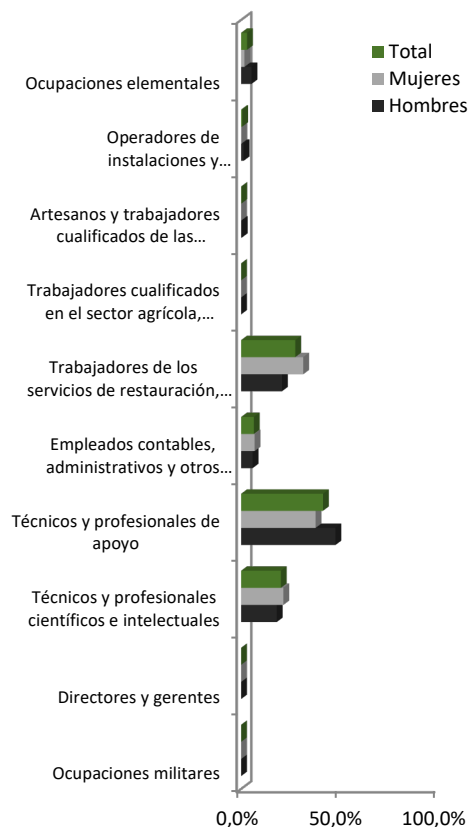 Total
Mujeres
Hombres
Ocupaciones elementales
Operadores de
instalaciones y...
Artesanos y trabajadores
cualificados de las...
Trabajadores cualificados
en el sector agrícola,...
Trabajadores de los
servicios de restauración,...
Empleados contables,
administrativos y otros...
Técnicos y profesionales de
apoyo
Técnicos y profesionales
científicos e intelectuales
Directores y gerentes
Ocupaciones militares
0,0% 50,0% 100,0%